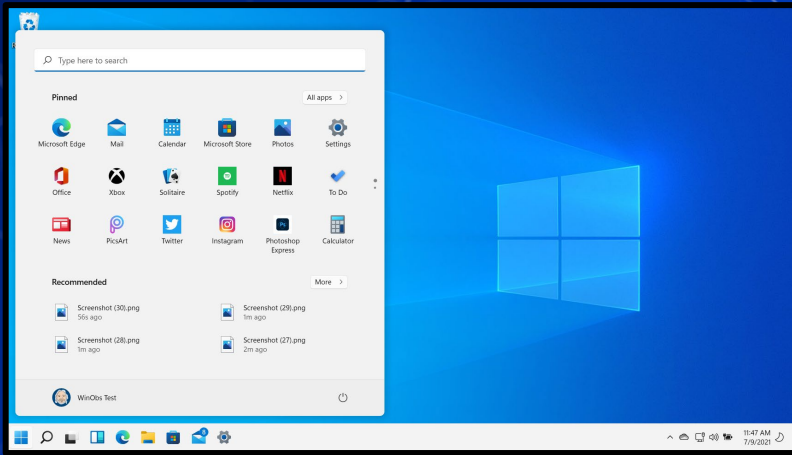 Type here to search
Pinned
All apps >
Microsoft Edge
Mail
Calendar
Microsoft Store
Photos
Settings
Office
Xbox
Solitaire
Spotify
Netflix
To Do
News
PicsArt
Twitter
Instagram
Photoshop
Express
Calculator
Recommended
More >
Screenshot (30).png
56s ago
Screenshot (29).png
1m ago
Screenshot (28).png
1m ago
Screenshot (27).png
2m ago
WinObs Test
11:47 AM
7/9/2021